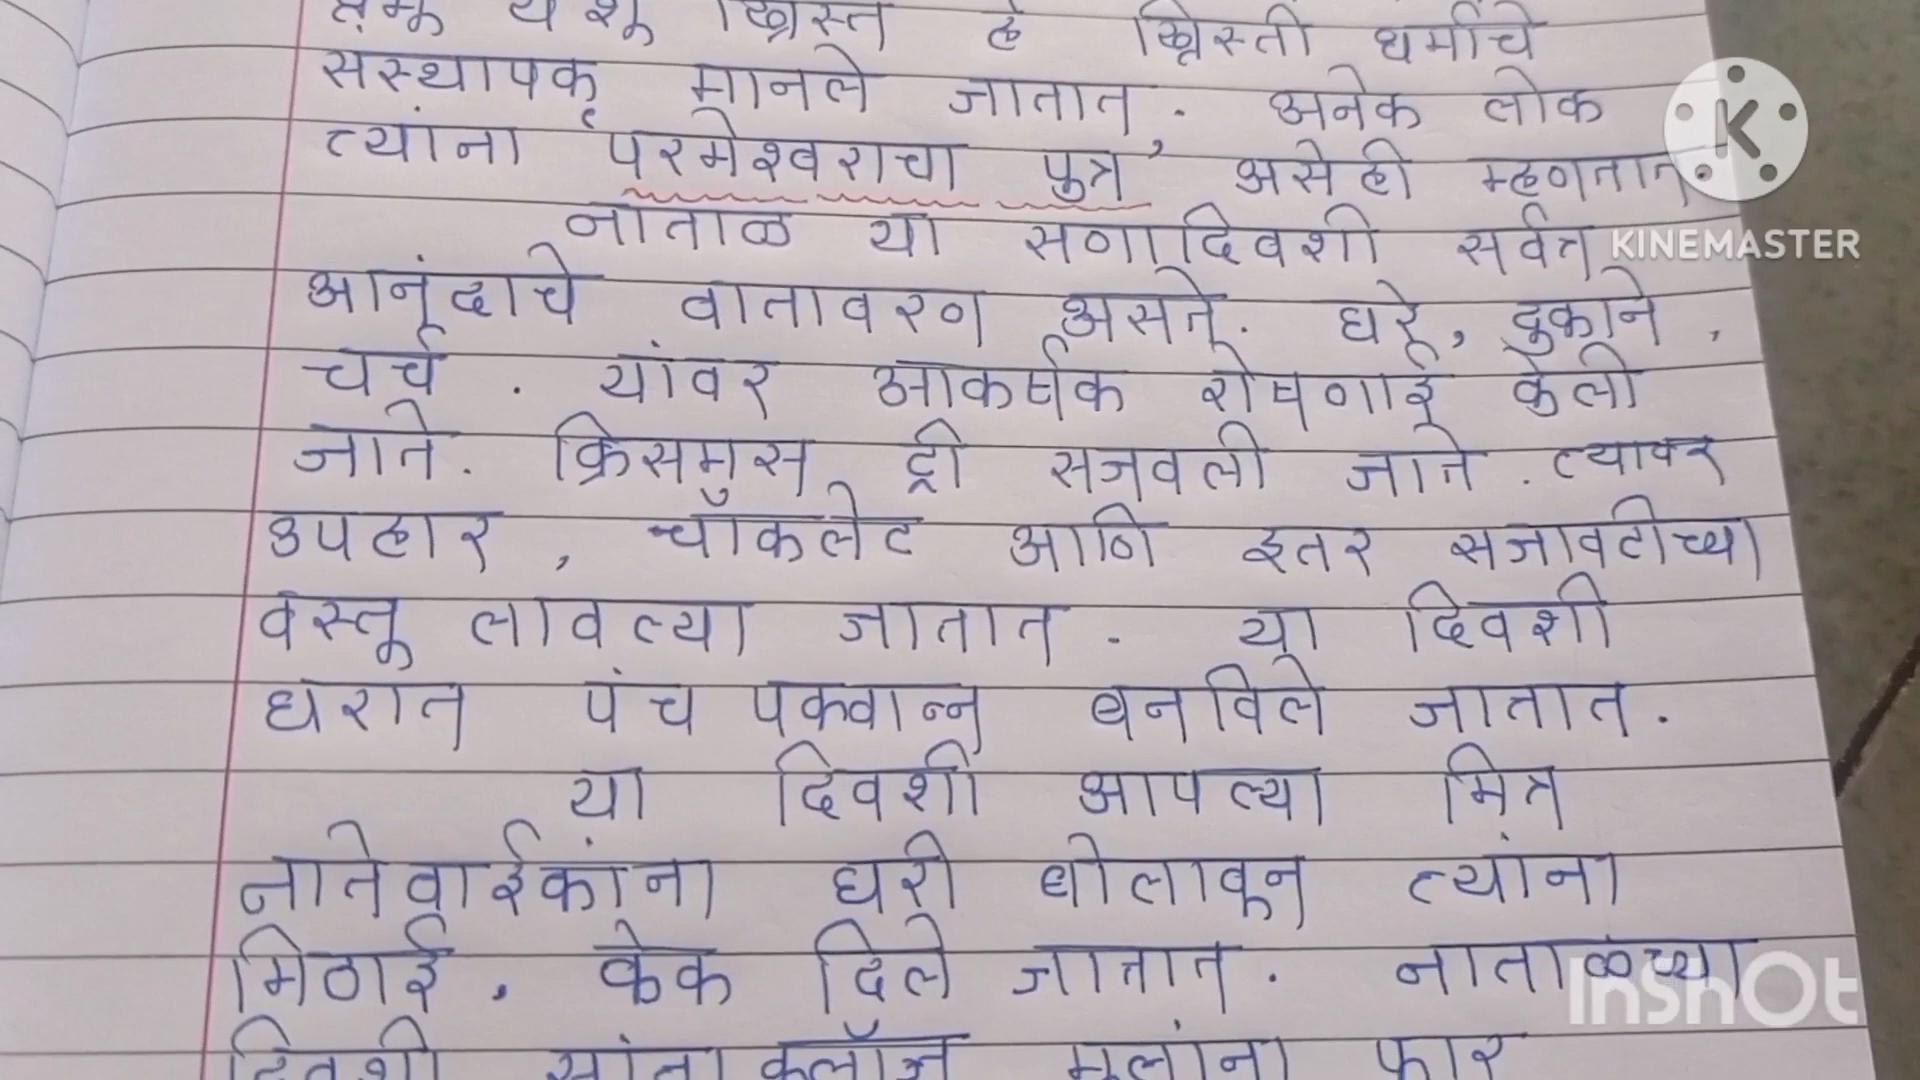 येशू ख्रिस्त हे ख्रिस्ती धर्माचे
संस्थापक मानले जातात. अनेक लोक
त्यांना 'परमेश्वराचा पुत्र' असेही म्हणतात.
नाताळ या सणादिवशी सर्वत्र
आनंदाचे वातावरण असते. घरे, दुकाने,
चर्च. यांवर आकर्षक रोषणाई केली
जाते. क्रिसमस ट्री सजवली जाते. त्यावर
उपहार, चॉकलेट आणि इतर सजावटीच्या
वस्तू लावल्या जातात. या दिवशी
घरात पंच पक्वान्न बनविले जातात.
या दिवशी आपल्या मित्र
नातेवाईकांना घरी बोलावून त्यांना
मिठाई, केक दिले जातात. नाताळच्या
दिवशी सांता क्लॉज मुलांना फार
K
KINEMASTER
InShOt